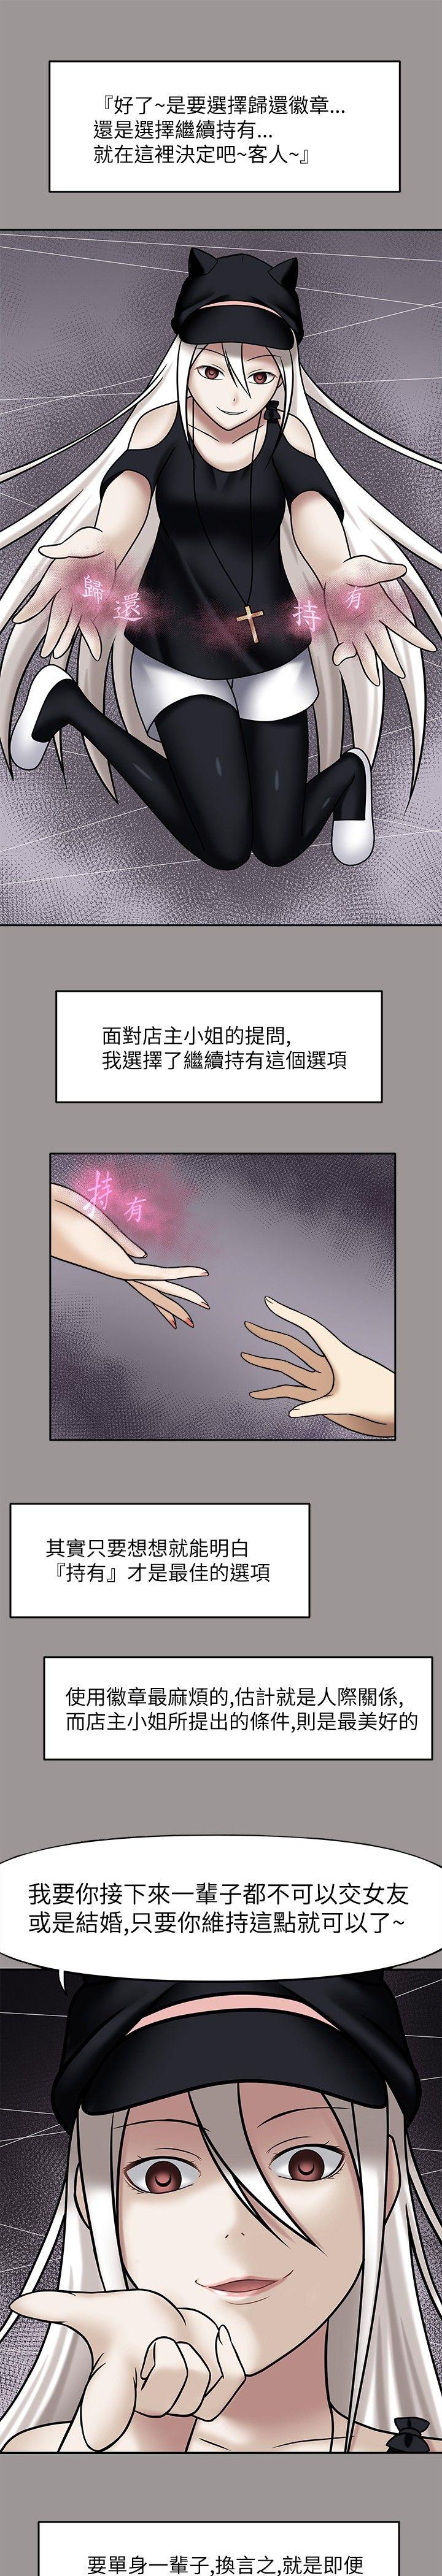 『好了~是要選擇歸還徽章...
還是選擇繼續持有...
就在這裡決定吧~客人~』
歸還
持有
面對店主小姐的提問,
我選擇了繼續持有這個選項
持有
其實只要想想就能明白
『持有』才是最佳的選項
使用徽章最麻煩的,估計就是人際關係,
而店主小姐所提出的條件,則是最美好的
我要你接下來一輩子都不可以交女友
或是結婚,只要你維持這點就可以了~
要單身一輩子,換言之,就是即便